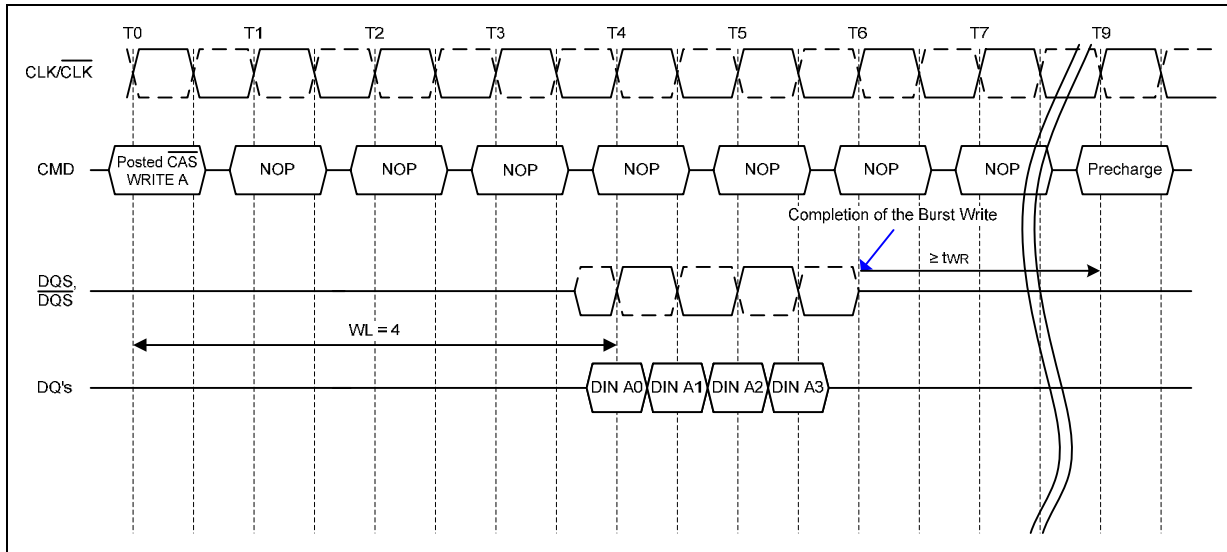 T0 T1 T2 T3 T4 T5 T6 T7 T9
CLK/CLK
CMD
Posted CAS
WRITE A
NOP NOP NOP NOP NOP NOP NOP Precharge
Completion of the Burst Write
≥ tWR
DQS,
DQS
WL = 4
DQ's
DIN A0 DIN A1 DIN A2 DIN A3